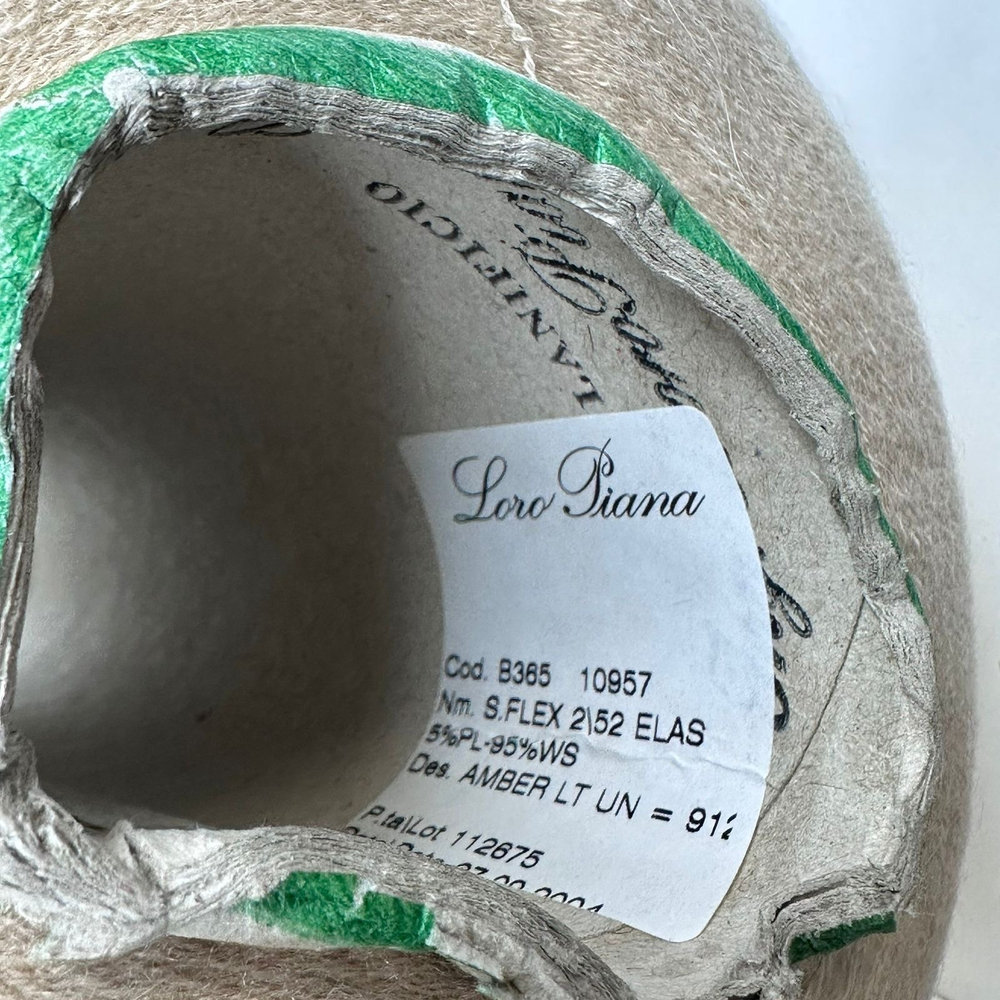 LANIFICIO
Loro Piana
Cod. B365 10957
Nm. S.FLEX 2\52 ELAS
5%PL-95%WS
Des. AMBER LT UN = 912
P.ta\Lot 112675